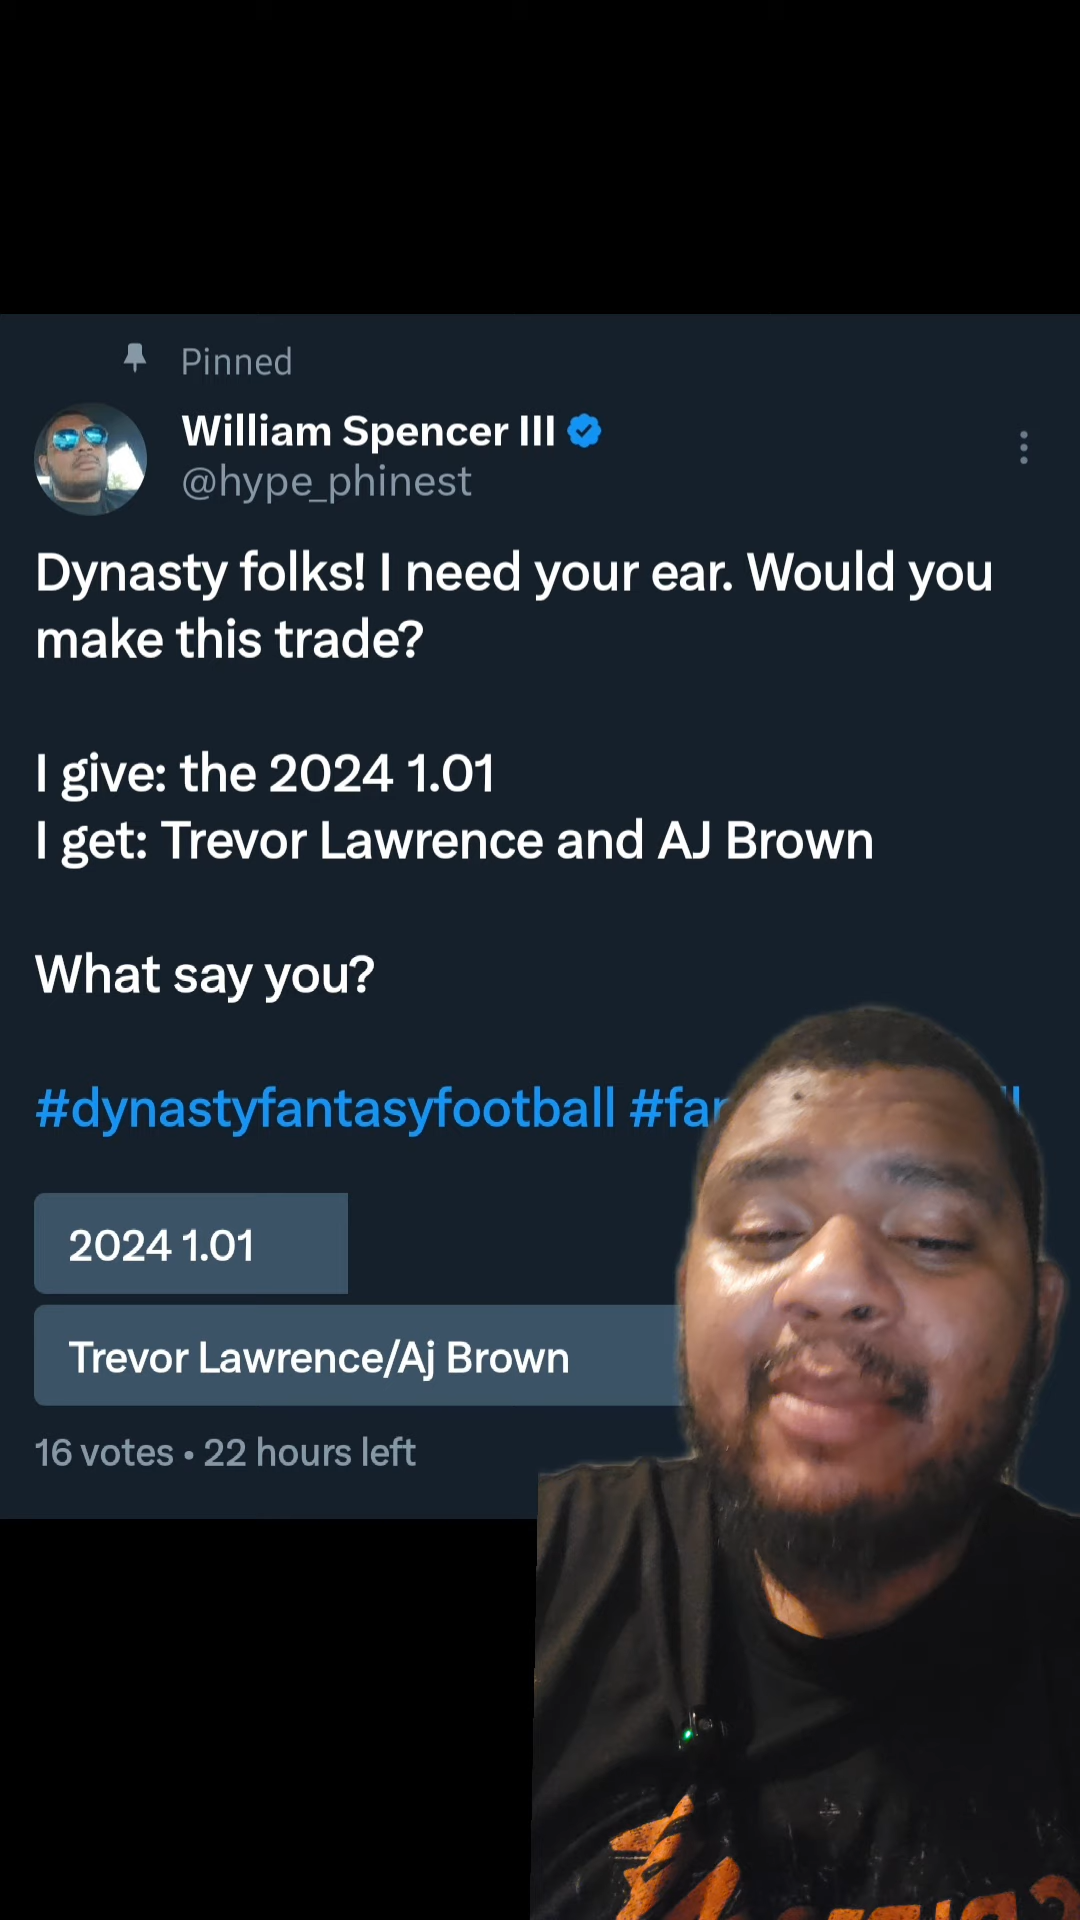 Pinned
William Spencer III
@hype_phinest
Dynasty folks! I need your ear. Would you
make this trade?
I give: the 2024 1.01
I get: Trevor Lawrence and AJ Brown
What say you?
#dynastyfantasyfootball
2024 1.01
Trevor Lawrence/Aj Brown
16 votes • 22 hours left